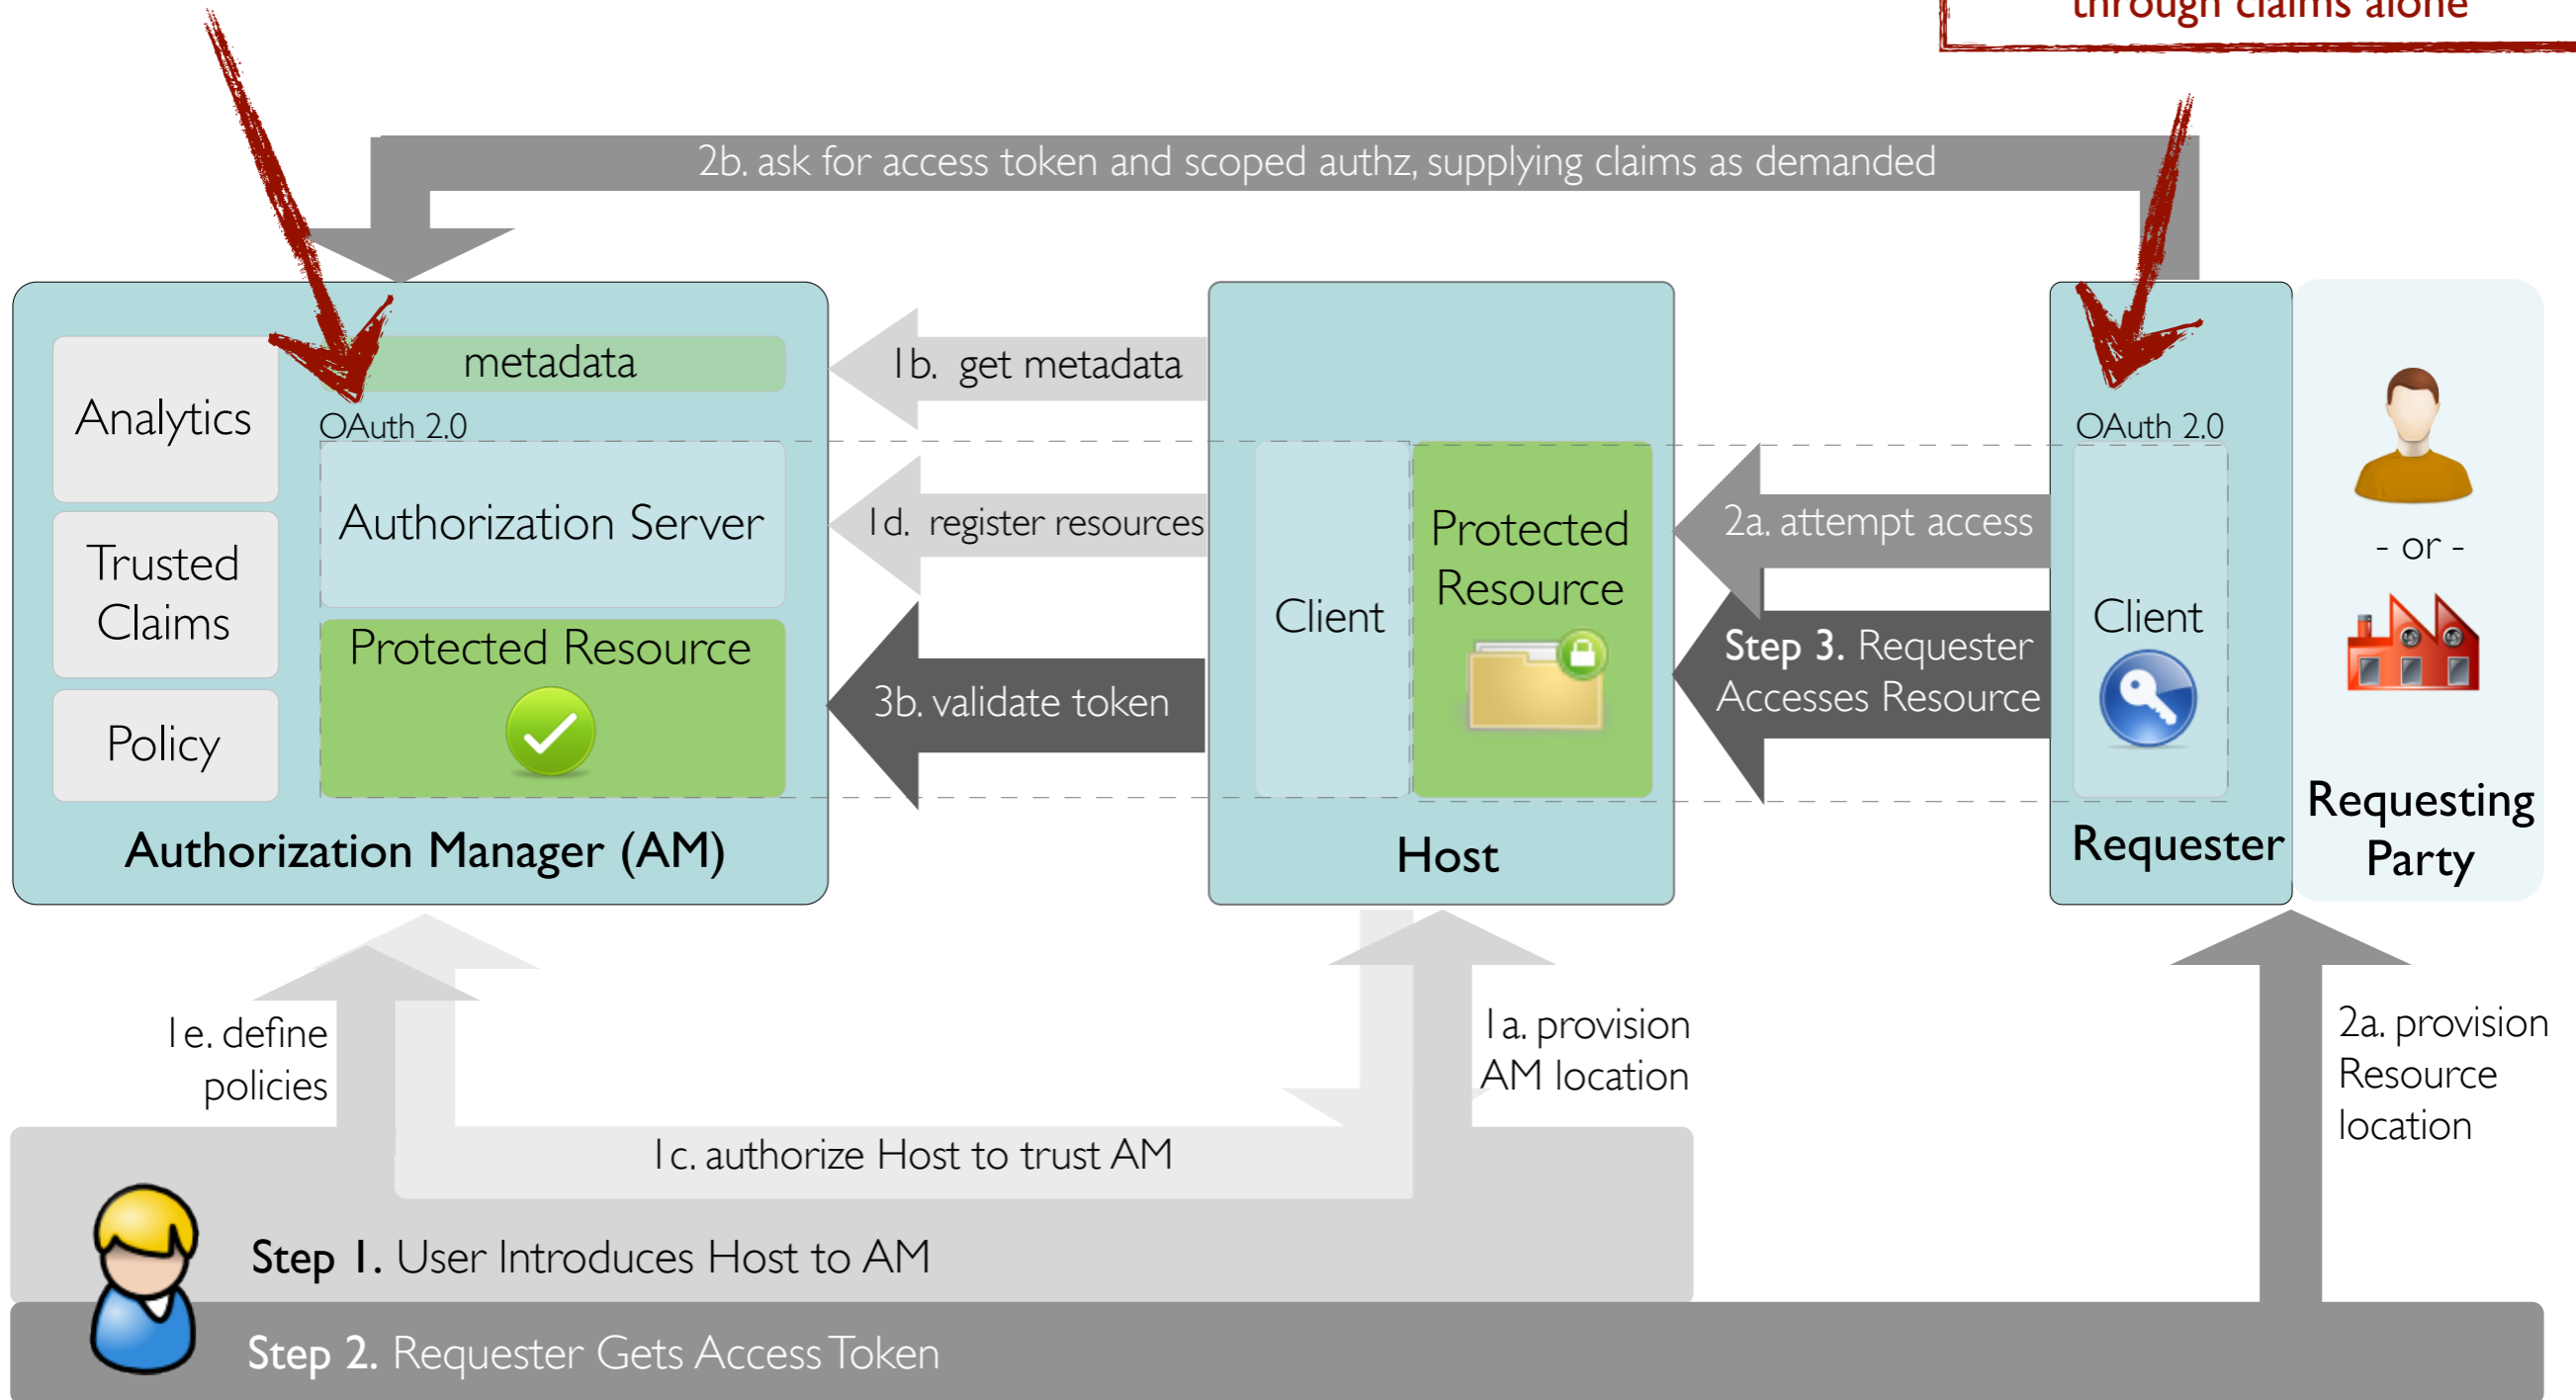 through claims alone
2b. ask for access token and scoped authz, supplying claims as demanded
Analytics
Trusted
Claims
Policy
metadata
OAuth 2.0
Authorization Server
Protected Resource
Authorization Manager (AM)
1b. get metadata
1d. register resources
3b. validate token
Client
Protected
Resource
Host
2a. attempt access
Step 3. Requester
Accesses Resource
OAuth 2.0
Client
Requester
- or -
Requesting
Party
1e. define
policies
1a. provision
AM location
2a. provision
Resource
location
1c. authorize Host to trust AM
Step 1. User Introduces Host to AM
Step 2. Requester Gets Access Token